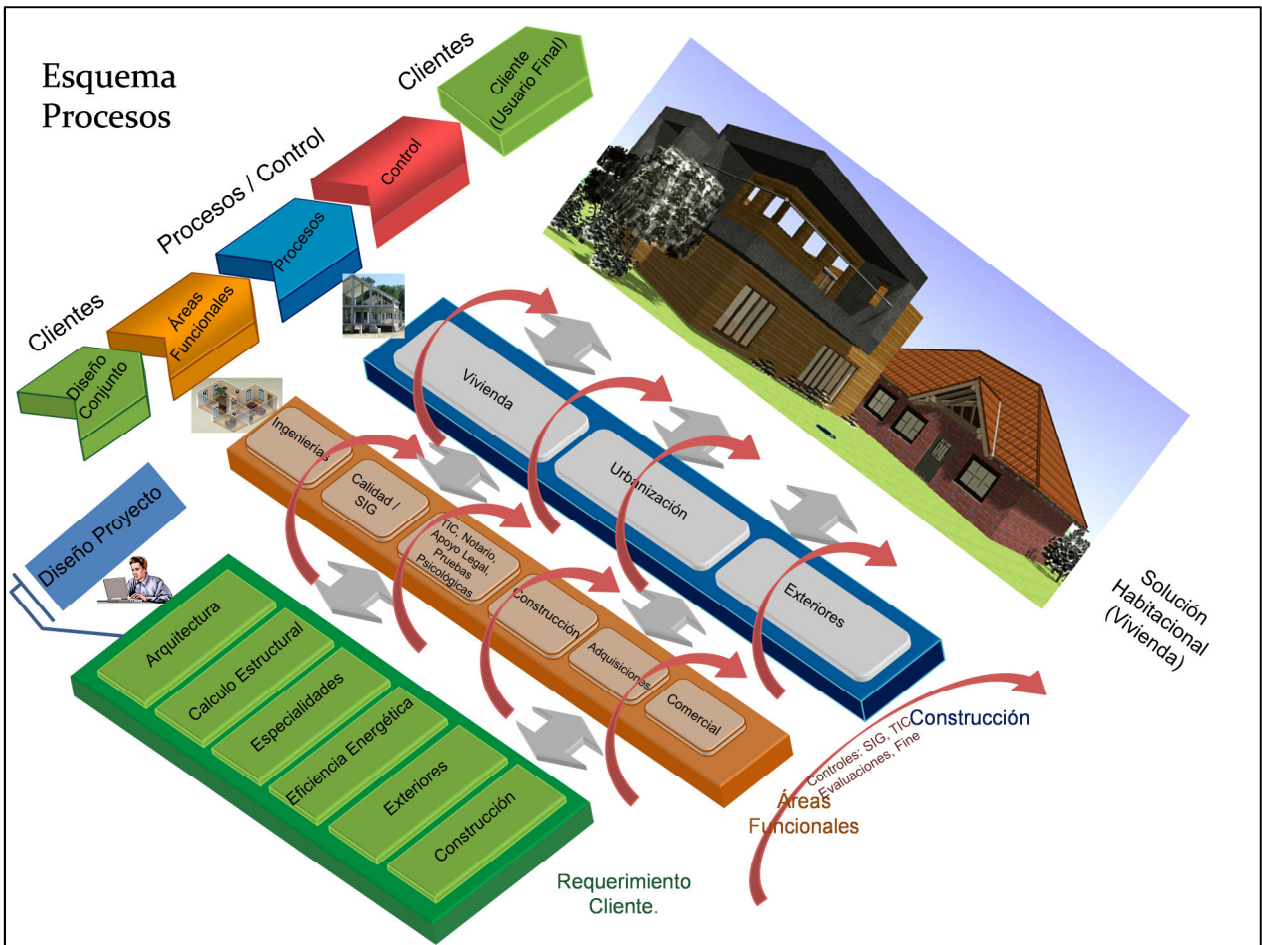 Esquema
Procesos
Clientes
Cliente
(Usuario Final)
Procesos / Control
Control
Procesos
Clientes
Áreas
Funcionales
Diseño
Conjunto
Diseño Proyecto
Vivienda
Urbanización
Exteriores
Ingenierías
Calidad /
SIG
TIC, Notario,
Apoyo Legal,
Pruebas
Psicológicas
Construcción
Adquisiciones
Comercial
Arquitectura
Calculo Estructural
Especialidades
Eficiencia Energética
Exteriores
Construcción
Solución
Habitacional
(Vivienda)
Construcción
Controles: SIG, TIC
Evaluaciones, Fine
Áreas
Funcionales
Requerimiento
Cliente.